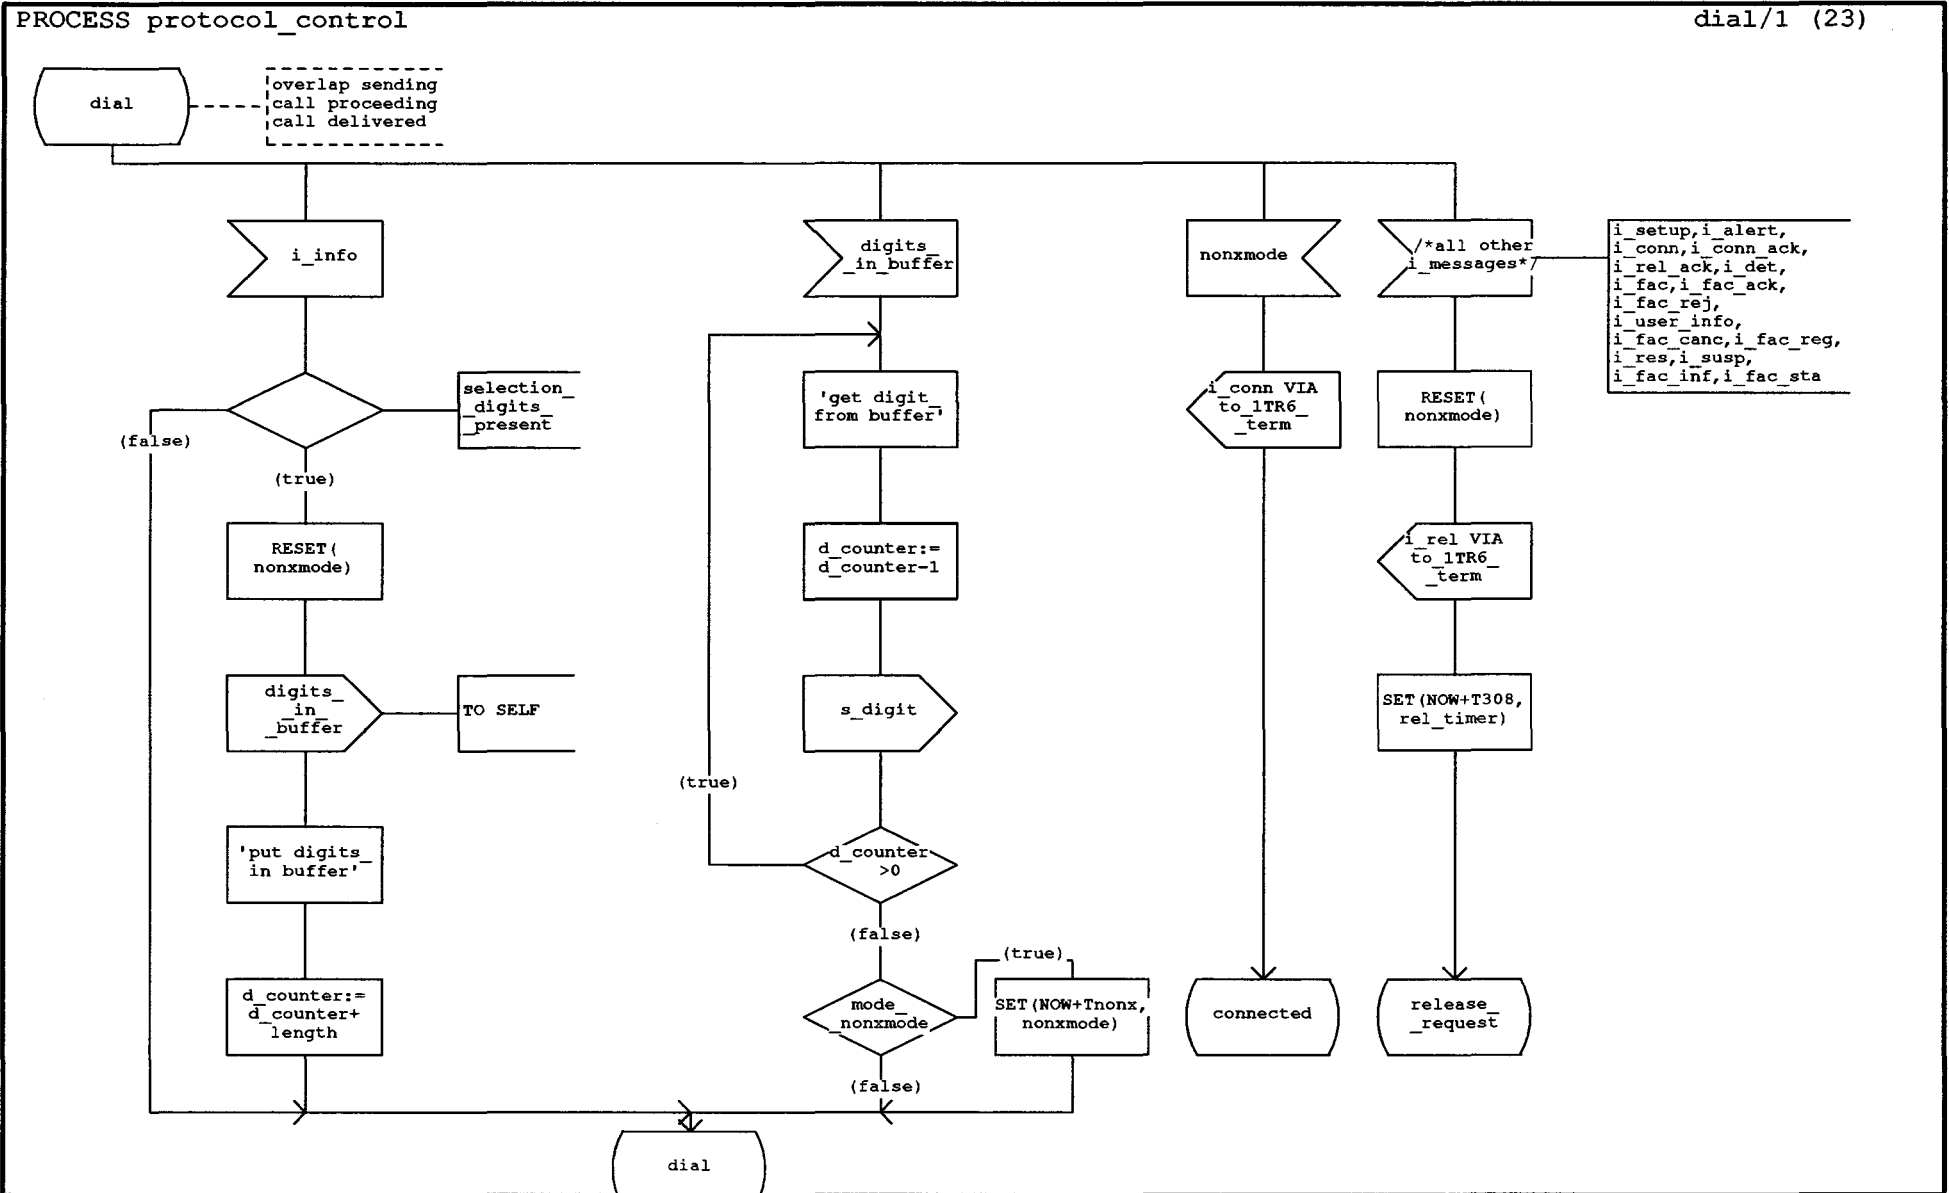 PROCESS protocol_control
dial/1 (23)
dial
overlap sending
call proceeding
call delivered
i_info
digits_
_in_buffer
nonxmode
/*all other
i_messages*/
i_setup,i_alert,
i_conn,i_conn_ack,
i_rel_ack,i_det,
i_fac,i_fac_ack,
i_fac_rej,
i_user_info,
i_fac_canc,i_fac_reg,
i_res,i_susp,
i_fac_inf,i_fac_sta
selection_
_digits_
_present
(false)
(true)
RESET(
nonxmode)
digits_
_in_
_buffer
TO SELF
'put digits_
in buffer'
d_counter:=
d_counter+
length
'get digit_
from buffer'
d_counter:=
d_counter-1
s_digit
(true)
d_counter
>0
(false)
mode_
_nonxmode
(true)
SET(NOW+Tnonx,
nonxmode)
(false)
i_conn VIA
to_1TR6_
_term
connected
RESET(
nonxmode)
i_rel VIA
to_1TR6_
_term
SET(NOW+T308,
rel_timer)
release_
_request
dial